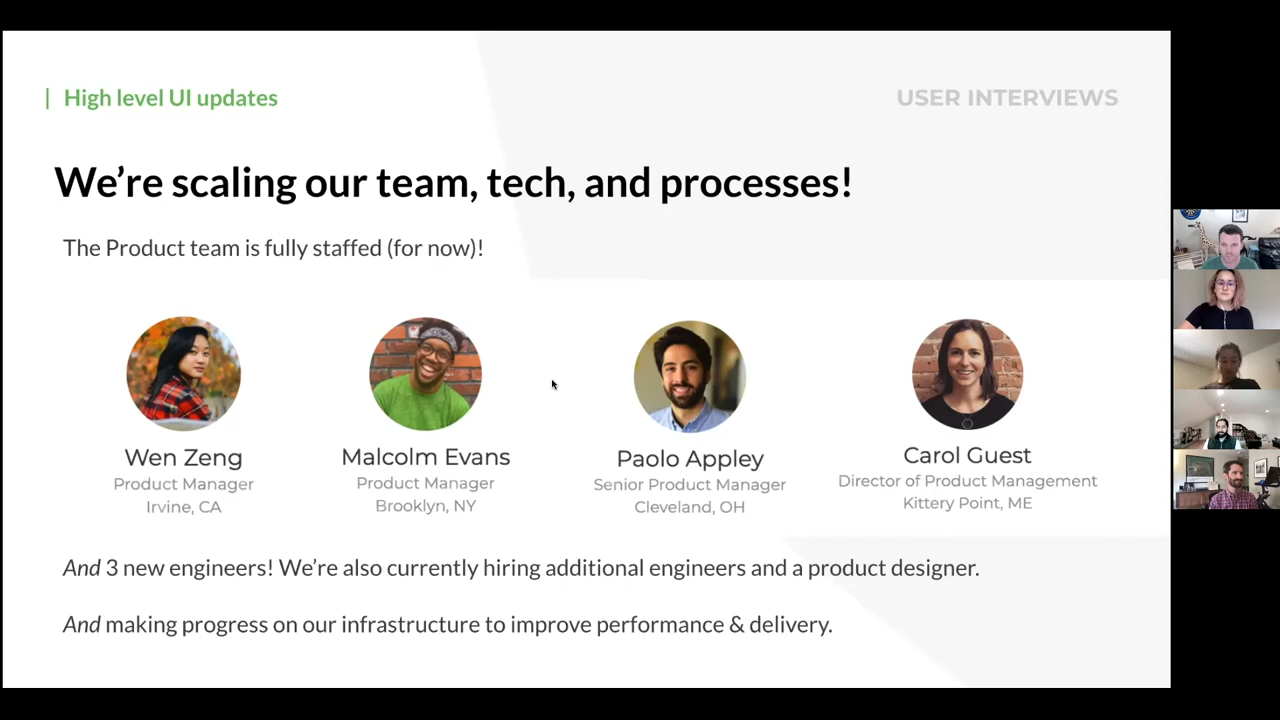 High level UI updates
USER INTERVIEWS
We’re scaling our team, tech, and processes!
The Product team is fully staffed (for now)!
Wen Zeng
Product Manager
Irvine, CA
Malcolm Evans
Product Manager
Brooklyn, NY
Paolo Appley
Senior Product Manager
Cleveland, OH
Carol Guest
Director of Product Management
Kittery Point, ME
And 3 new engineers! We’re also currently hiring additional engineers and a product designer.
And making progress on our infrastructure to improve performance & delivery.